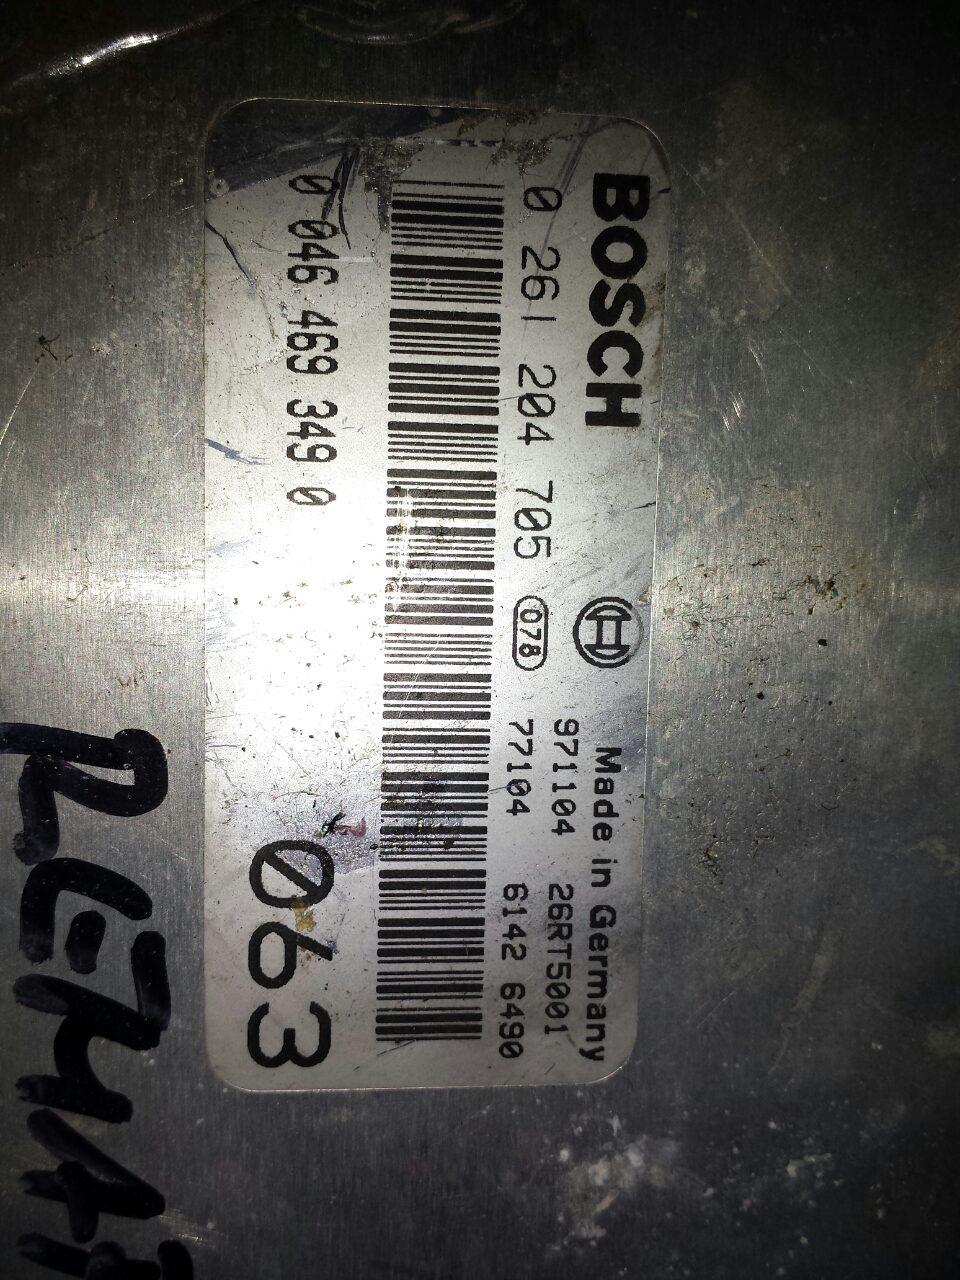 BOSCH
Made in Germany
0 261 204 705
078
971104 26RT5001
77104 6142 6490
0 046 469 349 0
063